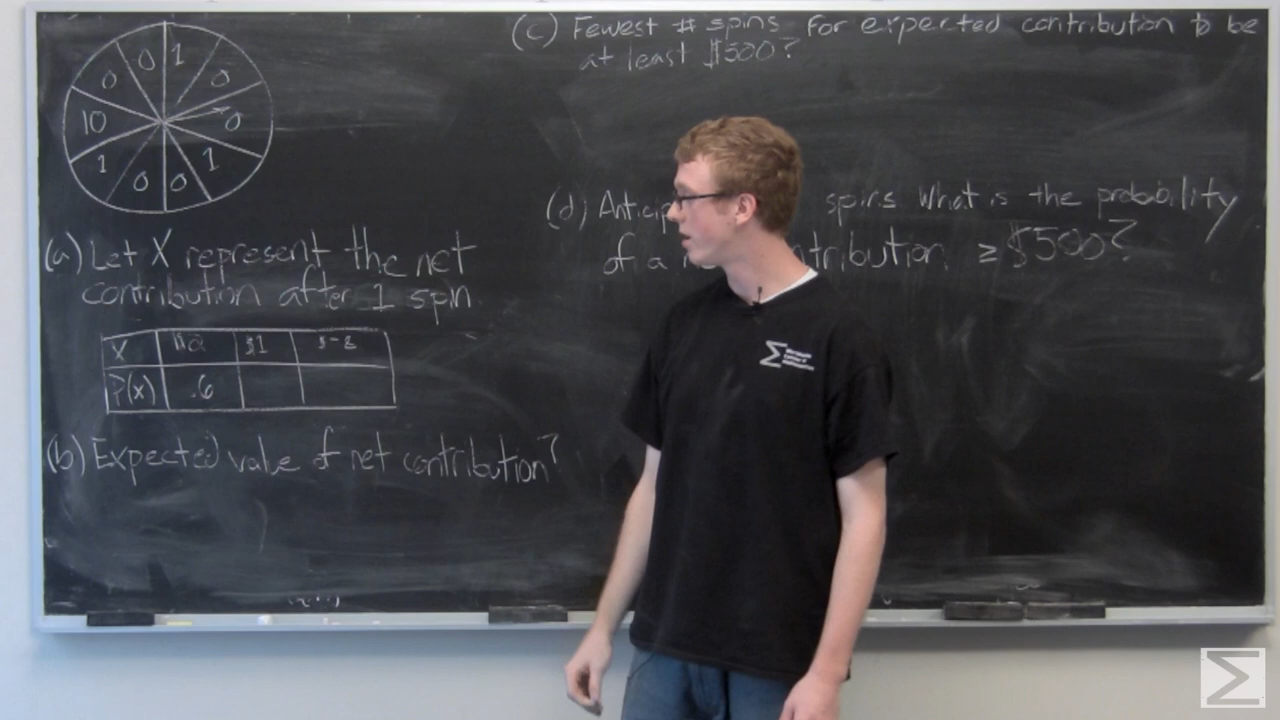 0 1
0 0
10 0
1 1
0 0
(a) Let X represent the net
contribution after 1 spin
X $2 $1 $-8
P(x) .6
(b) Expected value of net contribution?
(c) Fewest # spins for expected contribution to be
at least $500?
(d) spins what is the probability
of a ≥ $500?
Σ
Σ